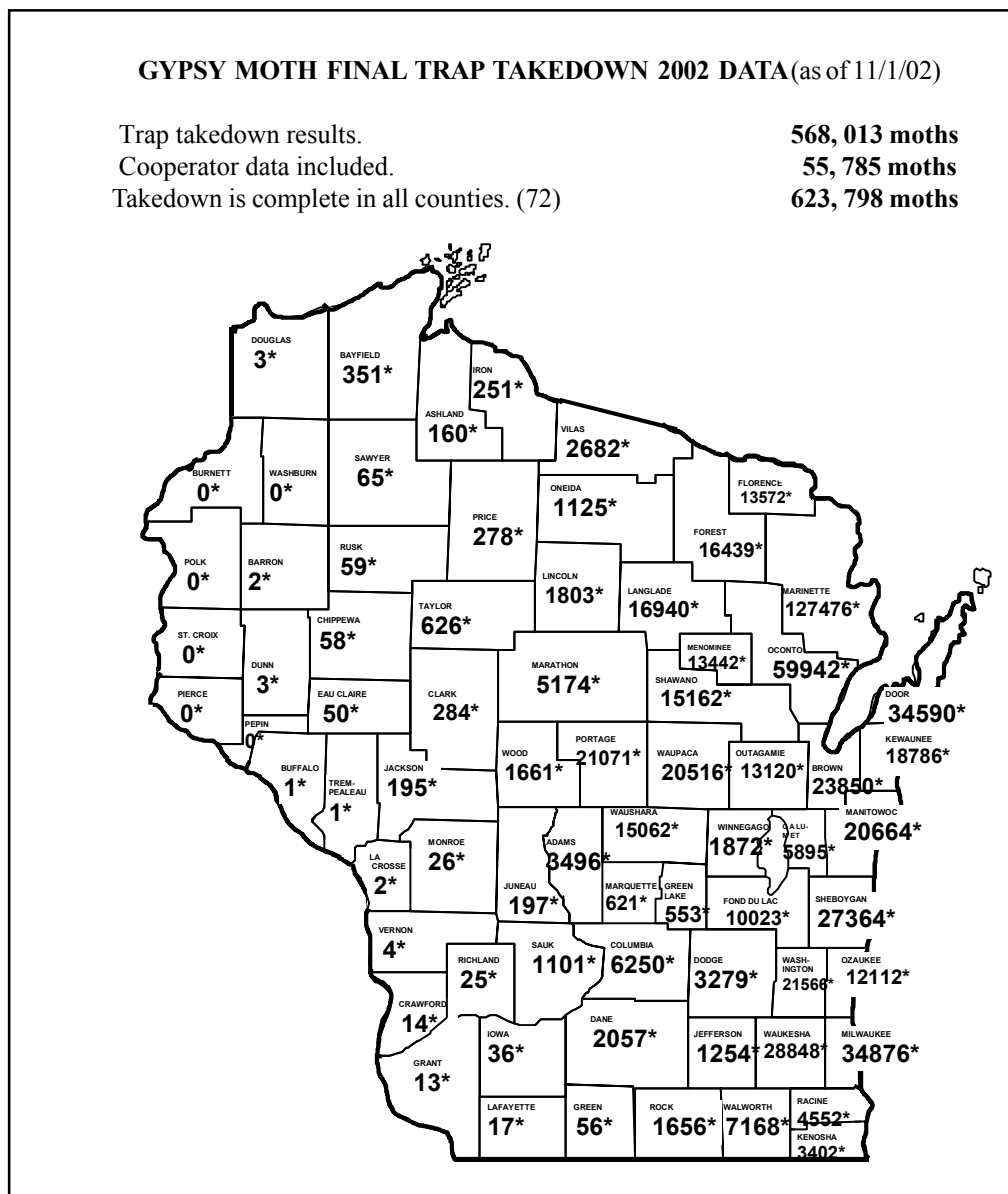 GYPSY MOTH FINAL TRAP TAKEDOWN 2002 DATA (as of 11/1/02)
Trap takedown results. 568, 013 moths
Cooperator data included. 55, 785 moths
Takedown is complete in all counties. (72) 623, 798 moths
DOUGLAS
3*
BAYFIELD
351*
IRON
251*
ASHLAND
160*
VILAS
2682*
BURNETT
0*
WASHBURN
0*
SAWYER
65*
ONEIDA
1125*
FLORENCE
13572*
PRICE
278*
FOREST
16439*
POLK
0*
BARRON
2*
RUSK
59*
LINCOLN
1803*
LANGLADE
16940*
MARINETTE
127476*
TAYLOR
626*
CHIPPEWA
58*
ST. CROIX
0*
DUNN
3*
MARATHON
5174*
MENOMINEE
13442*
OCONTO
59942*
SHAWANO
15162*
PIERCE
0*
EAU CLAIRE
50*
CLARK
284*
DOOR
34590*
PEPIN
0*
KEWAUNEE
18786*
BUFFALO
1*
TREM-
PEALEAU
1*
JACKSON
195*
WOOD
1661*
PORTAGE
21071*
WAUPACA
20516*
OUTAGAMIE
13120*
BROWN
23850*
MANITOWOC
20664*
WAUSHARA
15062*
WINNEGAGO
1872*
CALU-
MET
5895*
LA
CROSSE
2*
MONROE
26*
ADAMS
3496*
JUNEAU
197*
MARQUETTE
621*
GREEN
LAKE
553*
FOND DU LAC
10023*
SHEBOYGAN
27364*
VERNON
4*
RICHLAND
25*
SAUK
1101*
COLUMBIA
6250*
DODGE
3279*
WASH-
INGTON
21566*
OZAUKEE
12112*
CRAWFORD
14*
IOWA
36*
DANE
2057*
JEFFERSON
1254*
WAUKESHA
28848*
MILWAUKEE
34876*
GRANT
13*
LAFAYETTE
17*
GREEN
56*
ROCK
1656*
WALWORTH
7168*
RACINE
4552*
KENOSHA
3402*